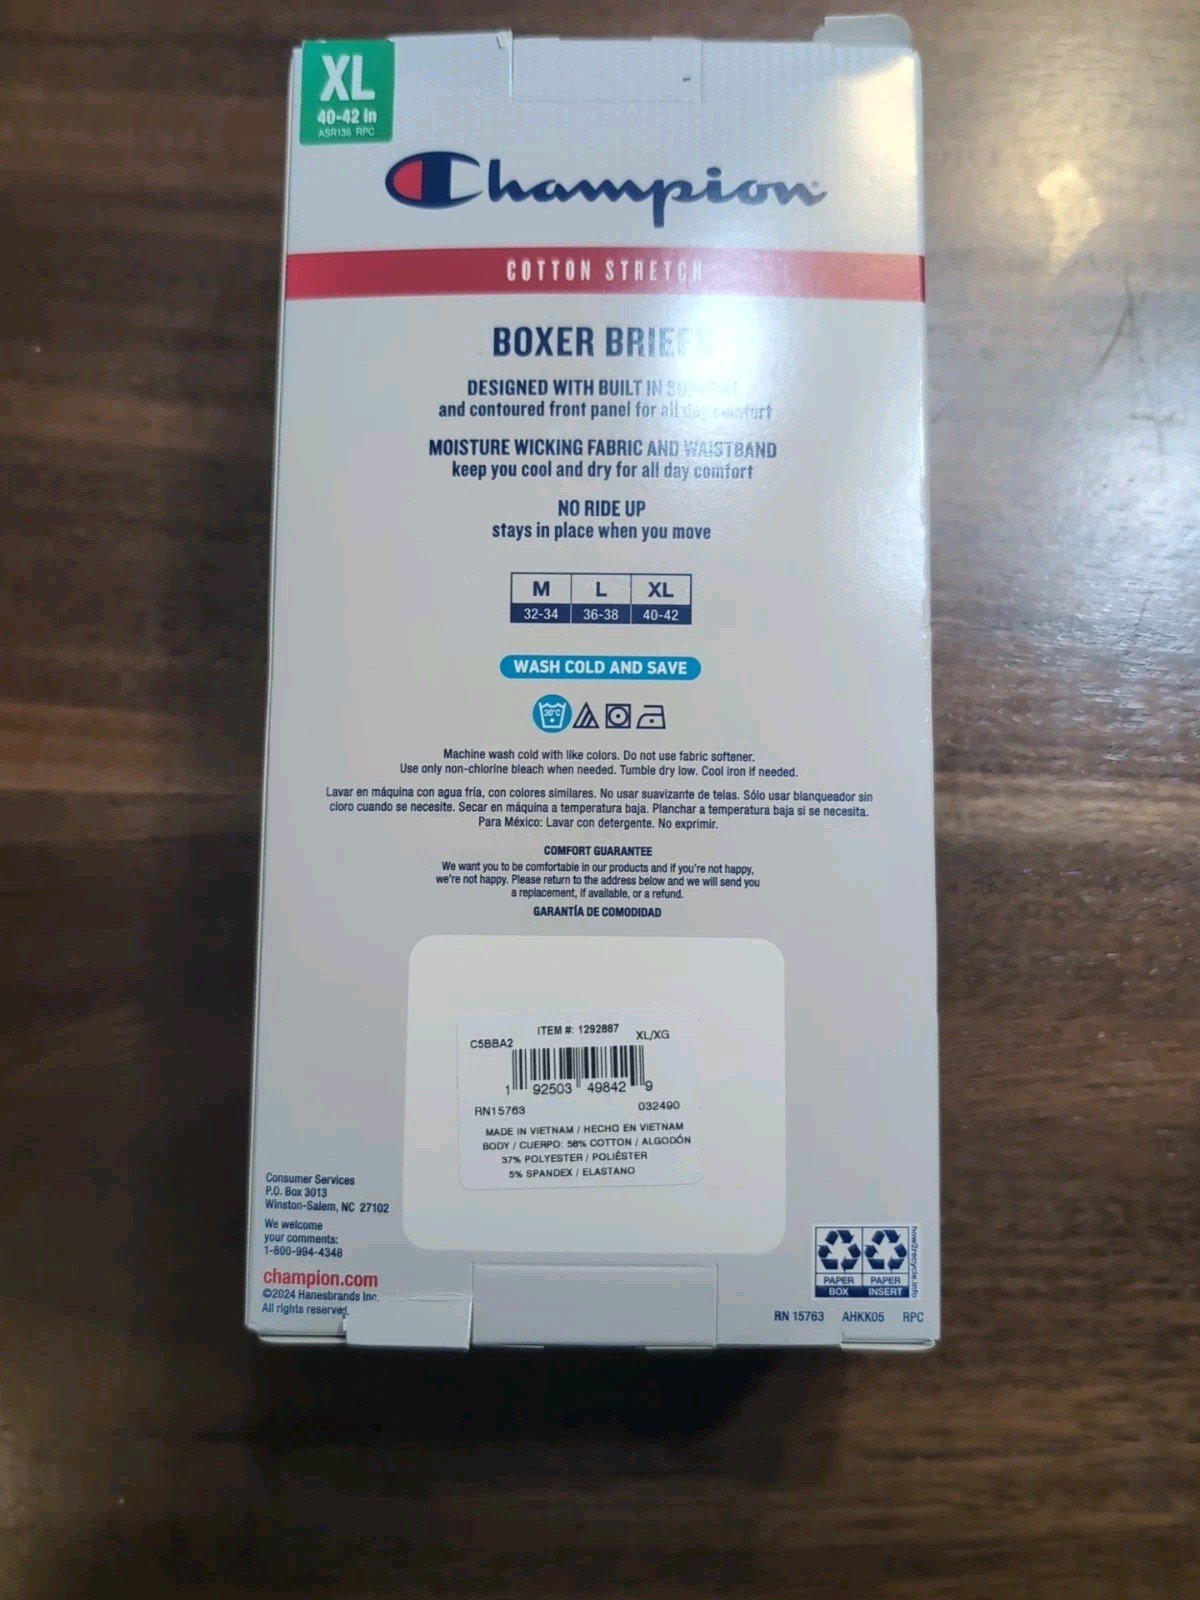 XL
40-42 in
ASR136 RPC
Champion
COTTON STRETCH
BOXER BRIEFS
DESIGNED WITH BUILT IN SUPPORT
and contoured front panel for all day comfort
MOISTURE WICKING FABRIC AND WAISTBAND
keep you cool and dry for all day comfort
NO RIDE UP
stays in place when you move
M L XL
32-34 36-38 40-42
WASH COLD AND SAVE
30°C
Machine wash cold with like colors. Do not use fabric softener.
Use only non-chlorine bleach when needed. Tumble dry low. Cool iron if needed.
Lavar en máquina con agua fría, con colores similares. No usar suavizante de telas. Sólo usar blanqueador sin
cloro cuando se necesite. Secar en máquina a temperatura baja. Planchar a temperatura baja si se necesita.
Para México: Lavar con detergente. No exprimir.
COMFORT GUARANTEE
We want you to be comfortable in our products and if you're not happy,
we're not happy. Please return to the address below and we will send you
a replacement, if available, or a refund.
GARANTÍA DE COMODIDAD
ITEM #: 1292887
C5BBA2 XL/XG
1 92503 49842 9
RN15763 032490
MADE IN VIETNAM / HECHO EN VIETNAM
BODY / CUERPO: 58% COTTON / ALGODÓN
37% POLYESTER / POLIÉSTER
5% SPANDEX / ELASTANO
Consumer Services
P.O. Box 3013
Winston-Salem, NC 27102
We welcome
your comments:
1-800-994-4348
champion.com
©2024 Hanesbrands Inc.
All rights reserved.
PAPER PAPER
BOX INSERT
how2recycle.info
RN 15763 AHKK05 RPC